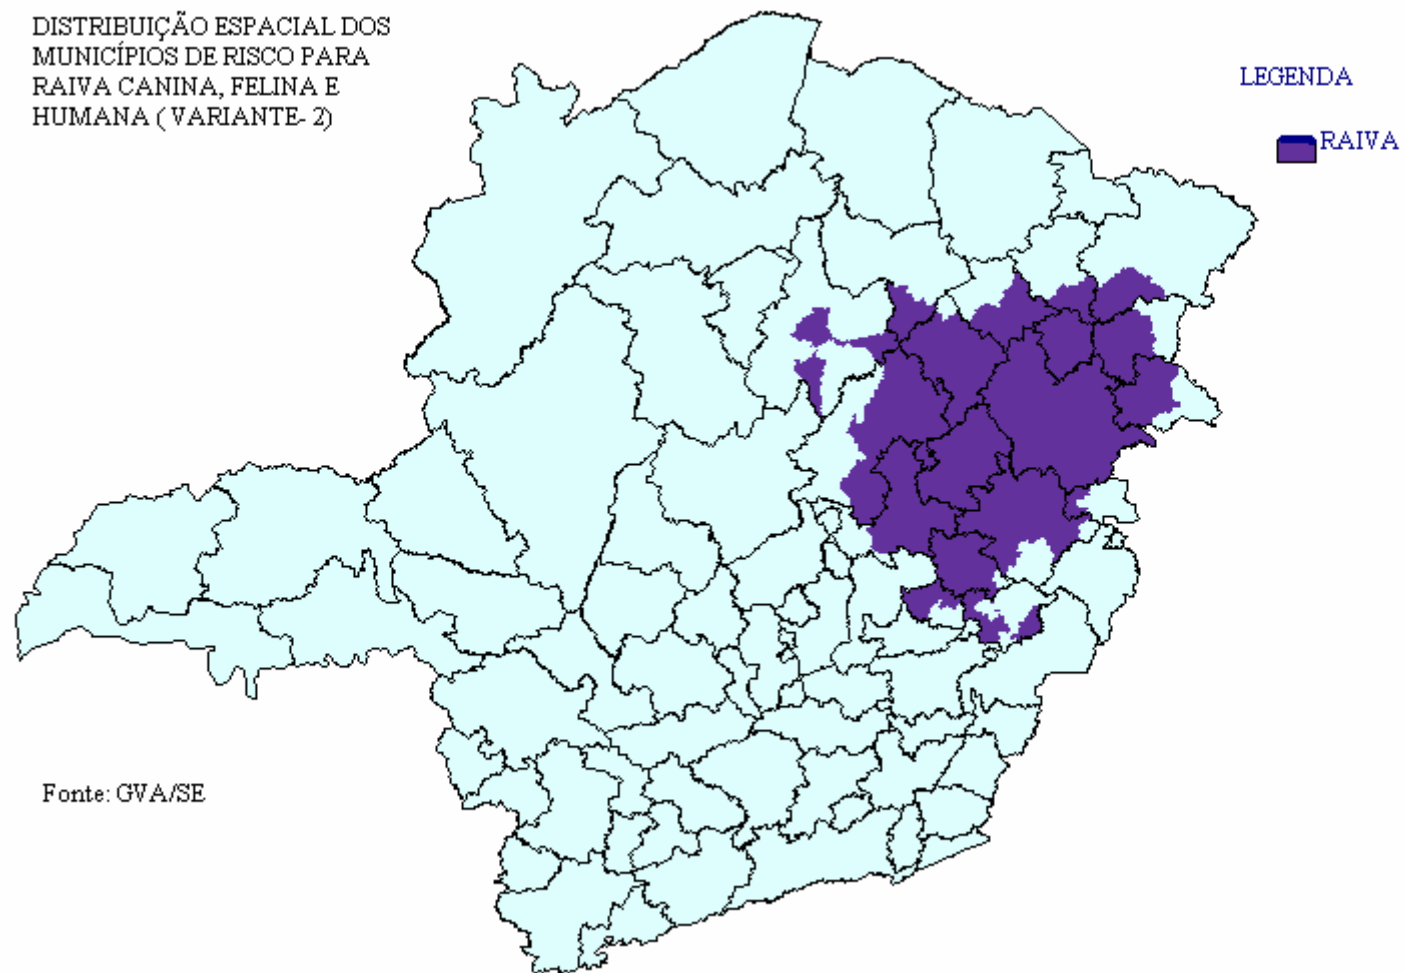 DISTRIBUIÇÃO ESPACIAL DOS
MUNICÍPIOS DE RISCO PARA
RAIVA CANINA, FELINA E
HUMANA ( VARIANTE- 2)
LEGENDA
RAIVA
Fonte: GVA/SE